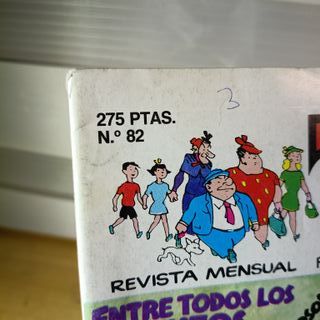 3
275 PTAS.
N.º 82
REVISTA MENSUAL
ENTRE TODOS LOS